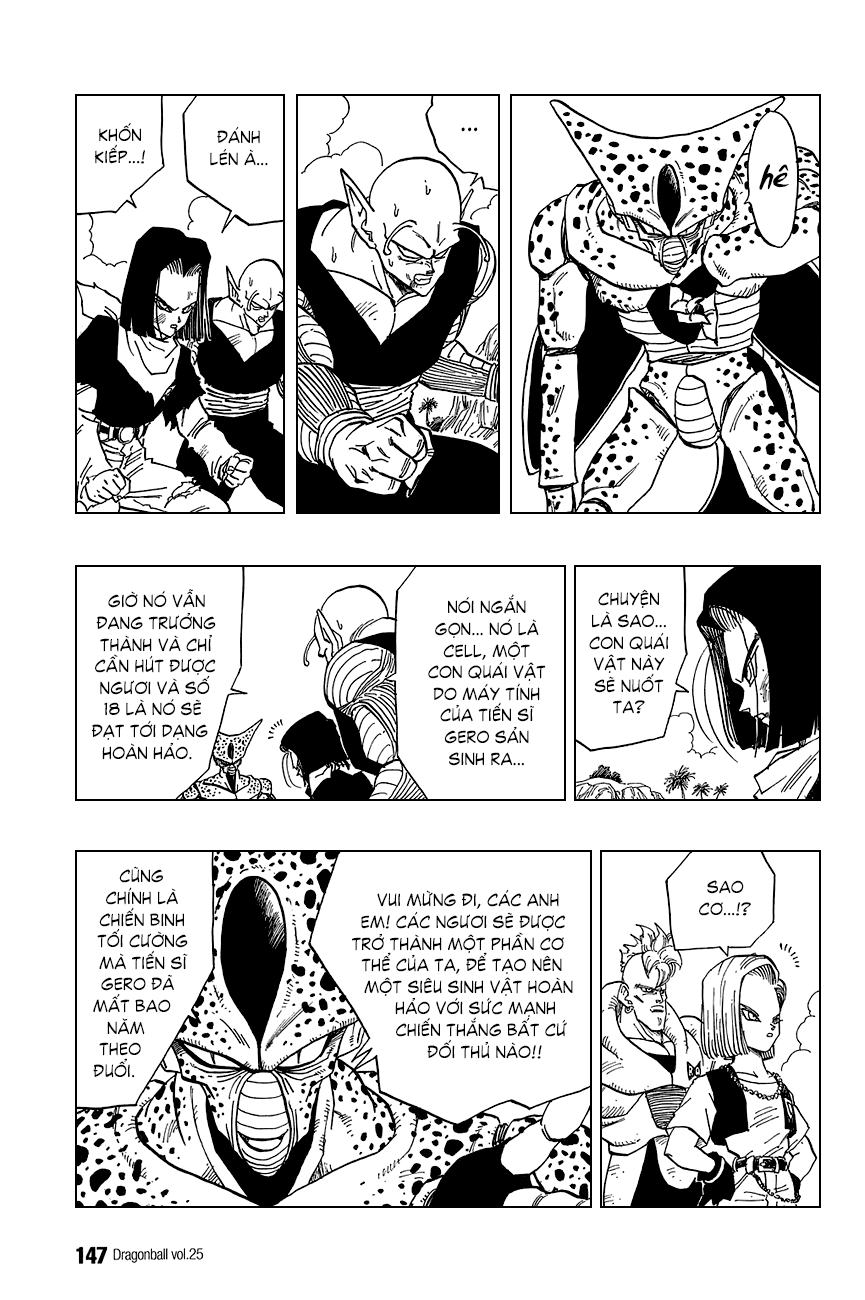 hê
...
ĐÁNH
LÉN À...
KHỐN
KIẾP...!
CHUYỆN
LÀ SAO...
CON QUÁI
VẬT NÀY
SẼ NUỐT
TA?
NÓI NGẮN
GỌN... NÓ LÀ
CELL, MỘT
CON QUÁI VẬT
DO MÁY TÍNH
CỦA TIẾN SĨ
GERO SẢN
SINH RA...
GIỜ NÓ VẪN
ĐANG TRƯỞNG
THÀNH VÀ CHỈ
CẦN HÚT ĐƯỢC
NGƯƠI VÀ SỐ
18 LÀ NÓ SẼ
ĐẠT TỚI DẠNG
HOÀN HẢO.
SAO
CƠ...!?
VUI MỪNG ĐI, CÁC ANH
EM! CÁC NGƯƠI SẼ ĐƯỢC
TRỞ THÀNH MỘT PHẦN CƠ
THỂ CỦA TA, ĐỂ TẠO NÊN
MỘT SIÊU SINH VẬT HOÀN
HẢO VỚI SỨC MẠNH
CHIẾN THẮNG BẤT CỨ
ĐỐI THỦ NÀO!!
CŨNG
CHÍNH LÀ
CHIẾN BINH
TỐI CƯỜNG
MÀ TIẾN SĨ
GERO ĐÃ
MẤT BAO
NĂM
THEO
ĐUỔI.
147 Dragonball vol.25